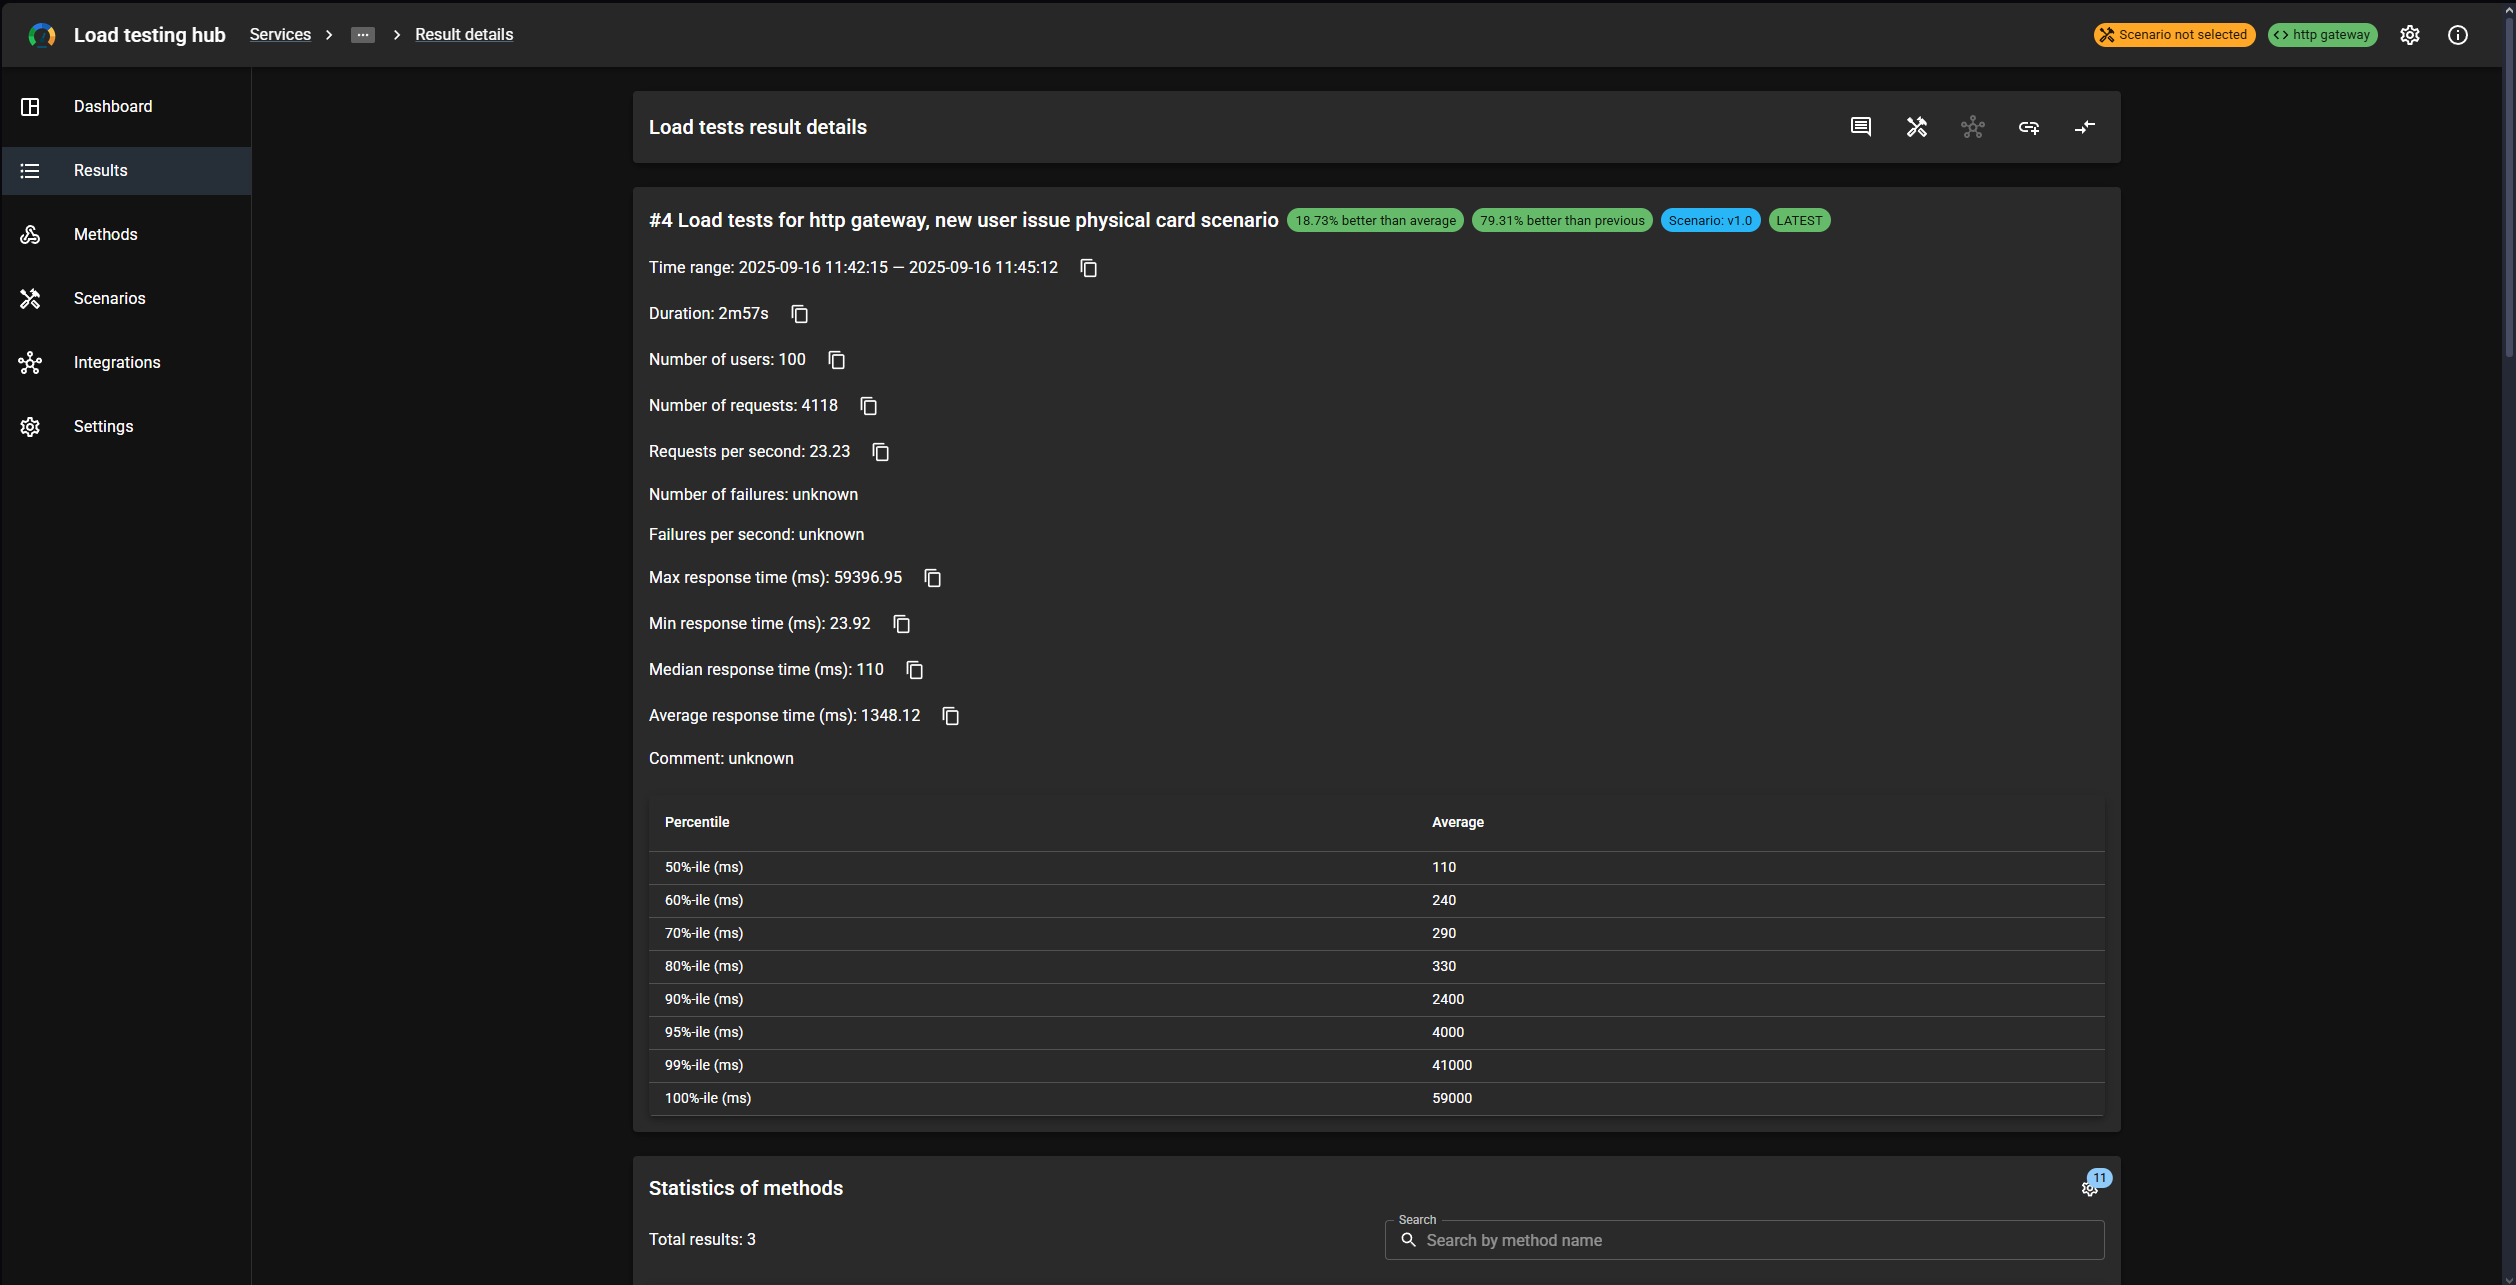 Load testing hub Services > ... > Result details Scenario not selected <> http gateway
Dashboard
Results
Methods
Scenarios
Integrations
Settings
Load tests result details
#4 Load tests for http gateway, new user issue physical card scenario 18.73% better than average 79.31% better than previous Scenario: v1.0 LATEST
Time range: 2025-09-16 11:42:15 — 2025-09-16 11:45:12
Duration: 2m57s
Number of users: 100
Number of requests: 4118
Requests per second: 23.23
Number of failures: unknown
Failures per second: unknown
Max response time (ms): 59396.95
Min response time (ms): 23.92
Median response time (ms): 110
Average response time (ms): 1348.12
Comment: unknown
Percentile Average
50%-ile (ms) 110
60%-ile (ms) 240
70%-ile (ms) 290
80%-ile (ms) 330
90%-ile (ms) 2400
95%-ile (ms) 4000
99%-ile (ms) 41000
100%-ile (ms) 59000
Statistics of methods 11
Total results: 3
Search
Search by method name